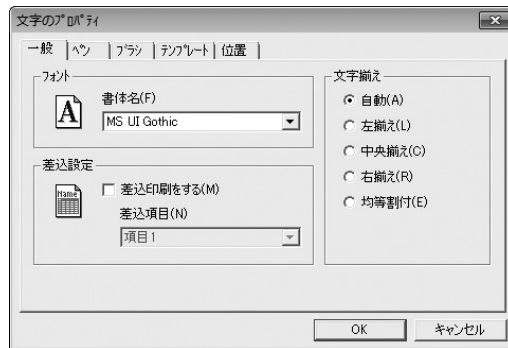 文字のﾌﾟﾛﾊﾟﾃｨ
一般 ﾍﾟﾝ ﾌﾞﾗｼ ﾃﾝﾌﾟﾚｰﾄ 位置
ﾌｫﾝﾄ
A
書体名(F)
MS UI Gothic
差込設定
Name
差込印刷をする(M)
差込項目(N)
項目1
文字揃え
自動(A)
左揃え(L)
中央揃え(C)
右揃え(R)
均等割付(E)
OK キャンセル